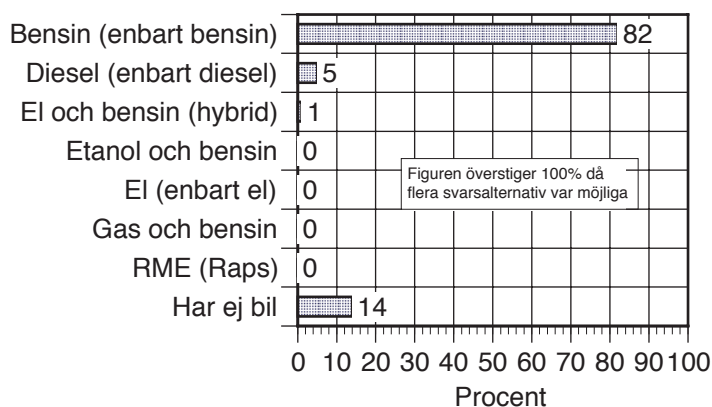 Bensin (enbart bensin) 82
Diesel (enbart diesel) 5
El och bensin (hybrid) 1
Etanol och bensin 0
El (enbart el) 0
Gas och bensin 0
RME (Raps) 0
Har ej bil 14
Figuren överstiger 100% då
flera svarsalternativ var möjliga
0 10 20 30 40 50 60 70 80 90 100
Procent